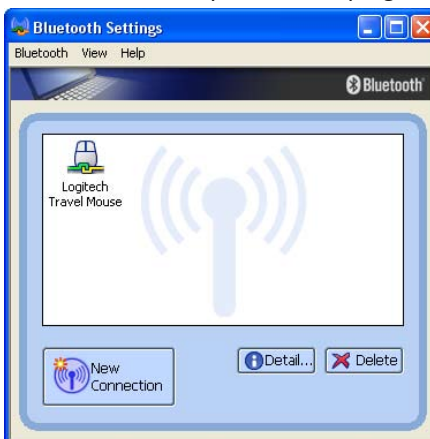 Bluetooth Settings
Bluetooth View Help
Bluetooth
Logitech
Travel Mouse
New
Connection
Detail...
Delete